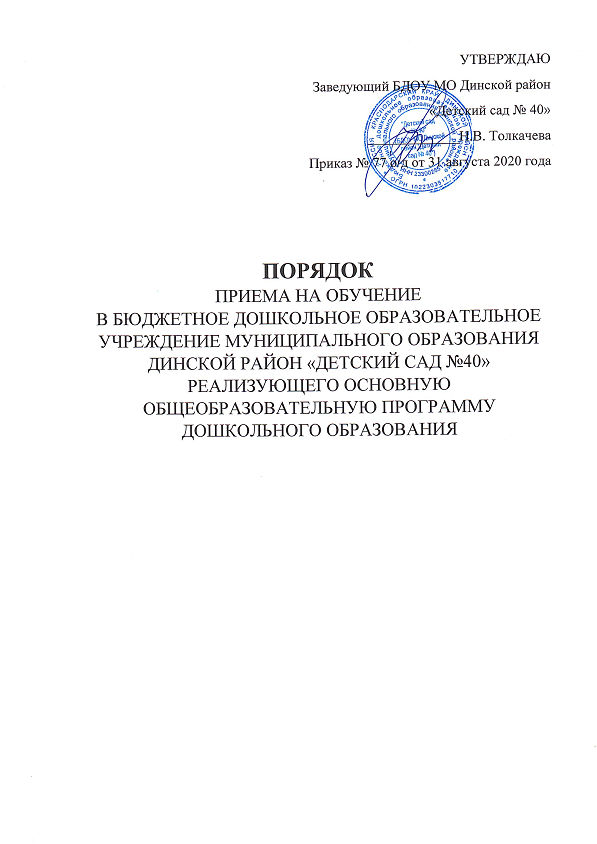 УТВЕРЖДАЮ
Заведующий БДОУ МО Динской район
«Детский сад № 40»
Н.В. Толкачева
Приказ № 77 о/д от 31 августа 2020 года
ПОРЯДОК
ПРИЕМА НА ОБУЧЕНИЕ
В БЮДЖЕТНОЕ ДОШКОЛЬНОЕ ОБРАЗОВАТЕЛЬНОЕ
УЧРЕЖДЕНИЕ МУНИЦИПАЛЬНОГО ОБРАЗОВАНИЯ
ДИНСКОЙ РАЙОН «ДЕТСКИЙ САД №40»
РЕАЛИЗУЮЩЕГО ОСНОВНУЮ
ОБЩЕОБРАЗОВАТЕЛЬНУЮ ПРОГРАММУ
ДОШКОЛЬНОГО ОБРАЗОВАНИЯ